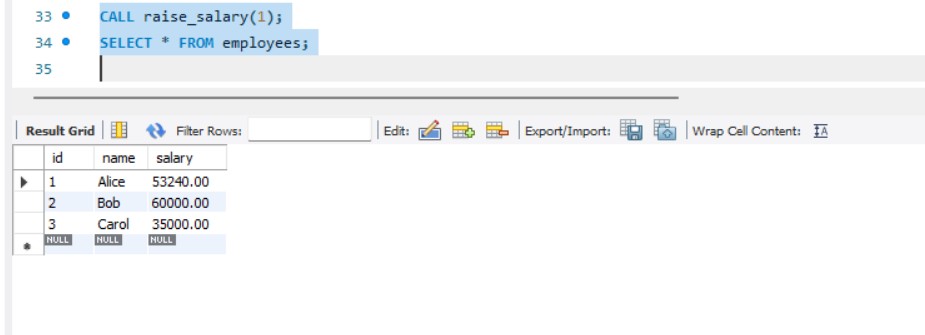 33 CALL raise_salary(1);
34 SELECT * FROM employees;
35
Result Grid Filter Rows: Edit: Export/Import: Wrap Cell Content: IA
id name salary
1 Alice 53240.00
2 Bob 60000.00
3 Carol 35000.00
NULL NULL NULL